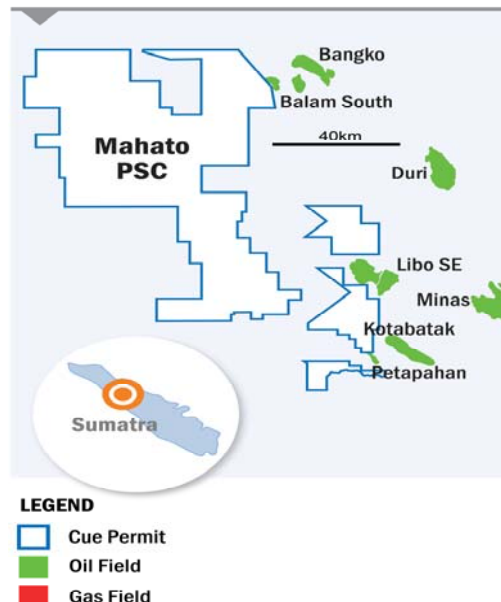 Bangko
Balam South
Mahato
PSC
40km
Duri
Libo SE
Minas
Kotabatak
Petapahan
Sumatra
LEGEND
Cue Permit
Oil Field
Gas Field